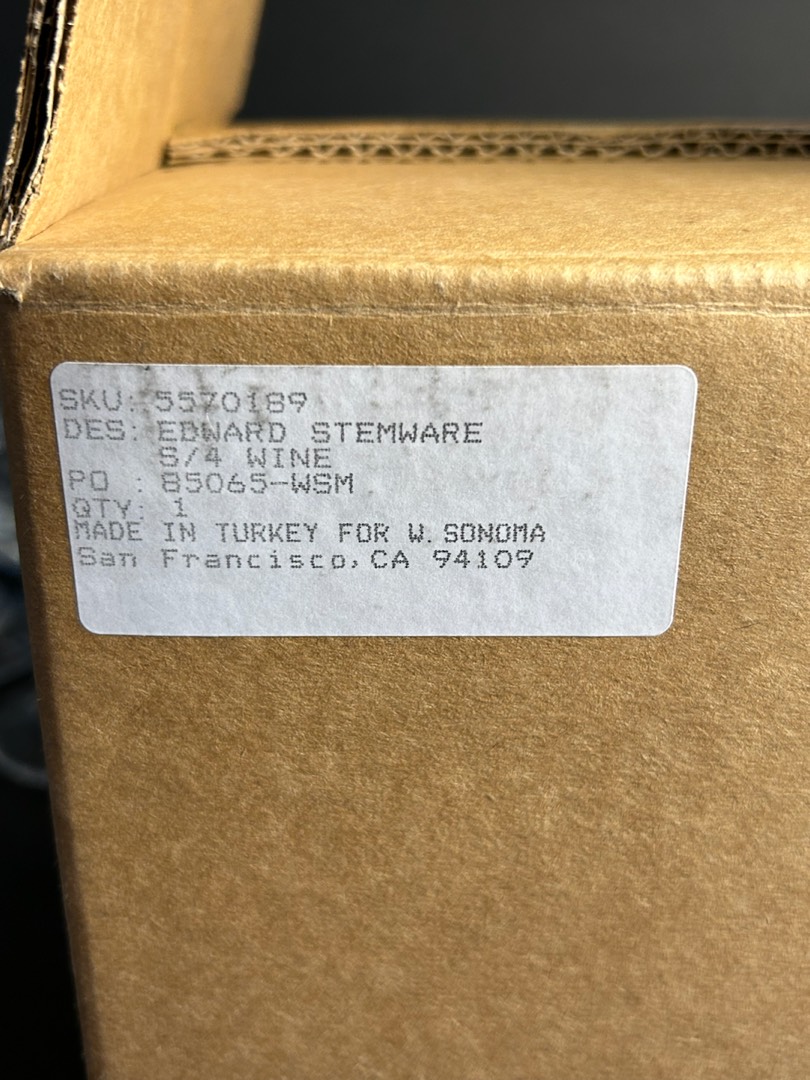 SKU: 5570189
DES: EDWARD STEMWARE
S/4 WINE
PO : 85065-WSM
QTY: 1
MADE IN TURKEY FOR W.SONOMA
San Francisco,CA 94109